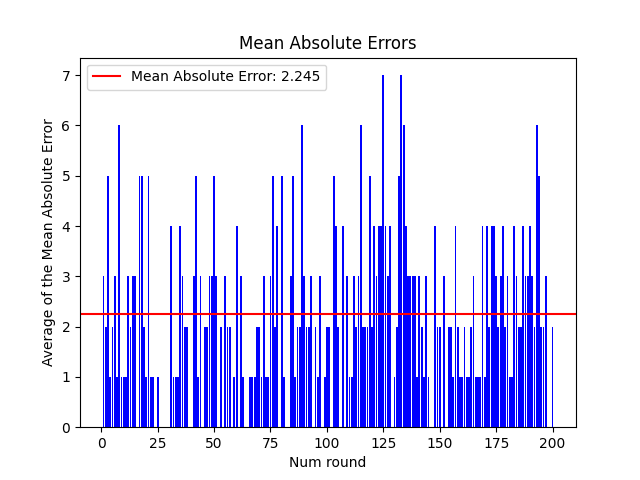 Mean Absolute Errors
Mean Absolute Error: 2.245
Average of the Mean Absolute Error
7
6
5
4
3
2
1
0
0 25 50 75 100 125 150 175 200
Num round